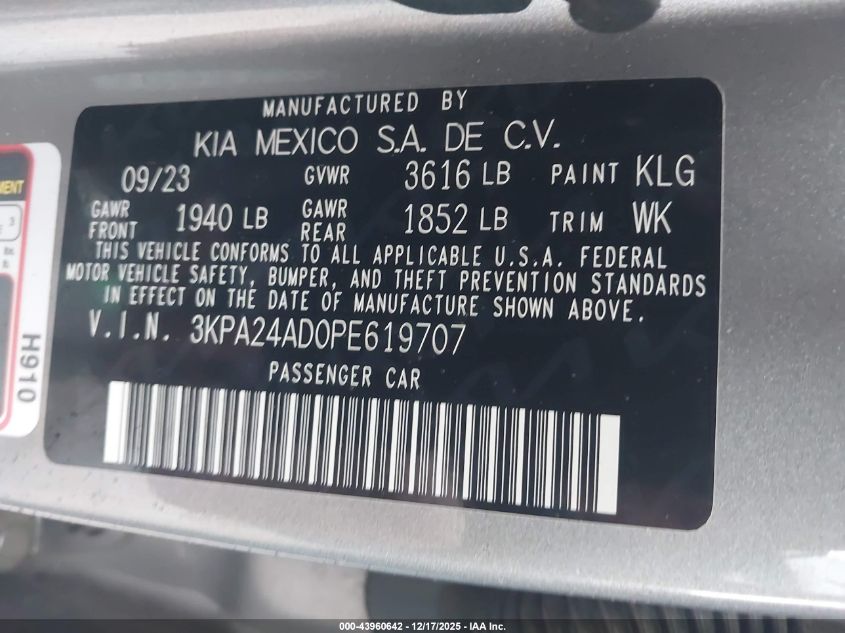 MANUFACTURED BY
KIA MEXICO S.A. DE C.V.
09/23 GVWR 3616 LB PAINT KLG
GAWR FRONT 1940 LB GAWR REAR 1852 LB TRIM WK
THIS VEHICLE CONFORMS TO ALL APPLICABLE U.S.A. FEDERAL
MOTOR VEHICLE SAFETY, BUMPER, AND THEFT PREVENTION STANDARDS
IN EFFECT ON THE DATE OF MANUFACTURE SHOWN ABOVE.
V.I.N. 3KPA24AD0PE619707
PASSENGER CAR
H910
000-43960642 / 12/17/2025 - IAA Inc.